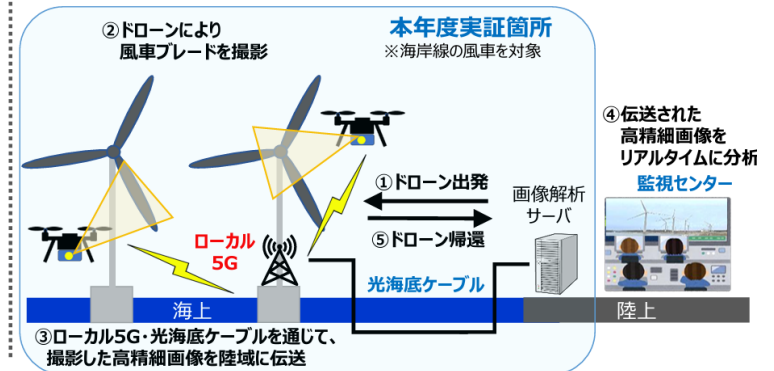 本年度実証箇所
※海岸線の風車を対象
②ドローンにより
風車ブレードを撮影
①ドローン出発
⑤ドローン帰還
画像解析
サーバ
④伝送された
高精細画像を
リアルタイムに分析
監視センター
ローカル
5G
光海底ケーブル
海上
陸上
③ローカル5G・光海底ケーブルを通じて、
撮影した高精細画像を陸域に伝送